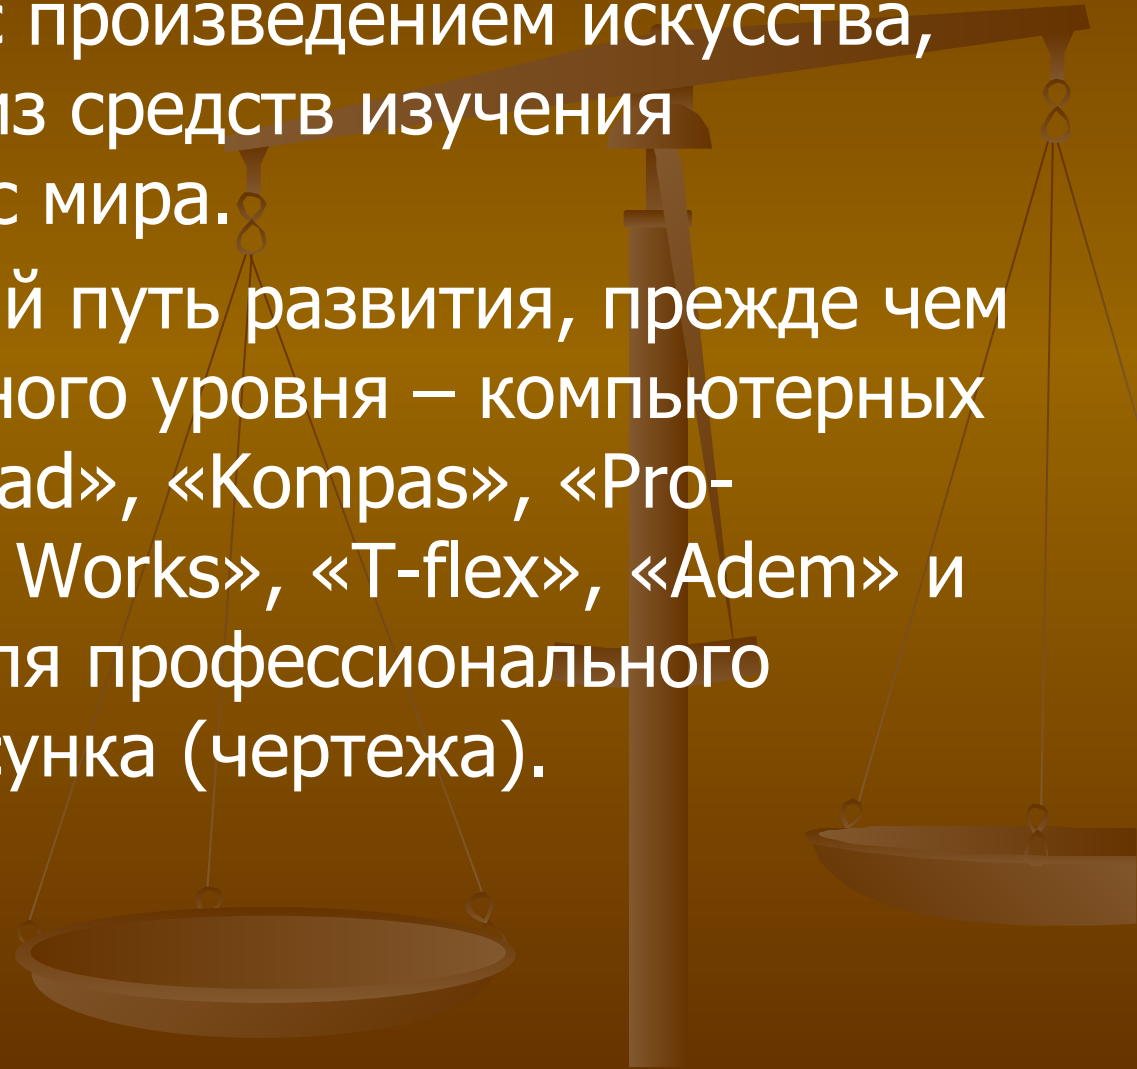 с произведением искусства,
из средств изучения
с мира.
й путь развития, прежде чем
ного уровня – компьютерных
ad», «Kompas», «Pro-
Works», «T-flex», «Adem» и
ля профессионального
унка (чертежа).